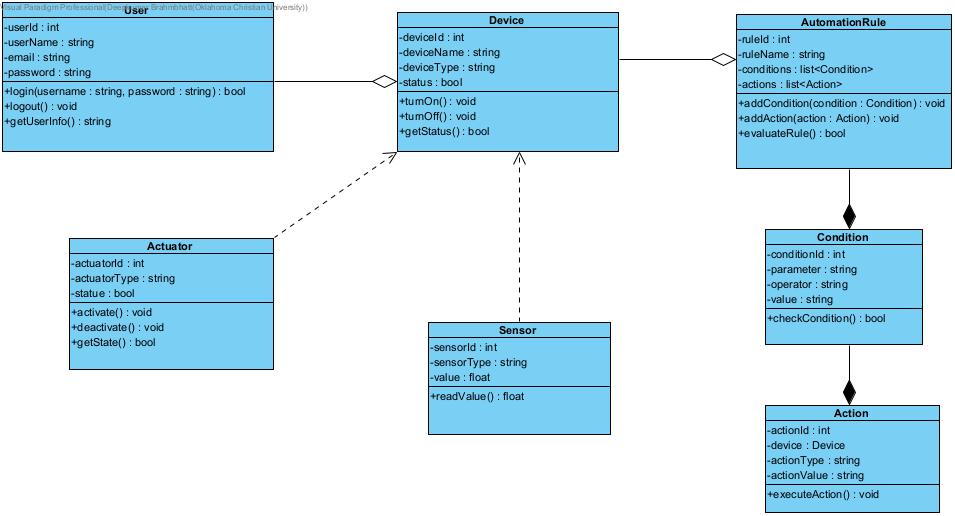 Visual Paradigm Professional(Deep Brahmbhatt(Oklahoma Christian University))
User
-userId : int
-userName : string
-email : string
-password : string
+login(username : string, password : string) : bool
+logout() : void
+getUserInfo() : string
Device
-deviceId : int
-deviceName : string
-deviceType : string
-status : bool
+turnOn() : void
+turnOff() : void
+getStatus() : bool
AutomationRule
-ruleId : int
-ruleName : string
-conditions : list<Condition>
-actions : list<Action>
+addCondition(condition : Condition) : void
+addAction(action : Action) : void
+evaluateRule() : bool
Actuator
-actuatorId : int
-actuatorType : string
-statue : bool
+activate() : void
+deactivate() : void
+getState() : bool
Sensor
-sensorId : int
-sensorType : string
-value : float
+readValue() : float
Condition
-conditionId : int
-parameter : string
-operator : string
-value : string
+checkCondition() : bool
Action
-actionId : int
-device : Device
-actionType : string
-actionValue : string
+executeAction() : void